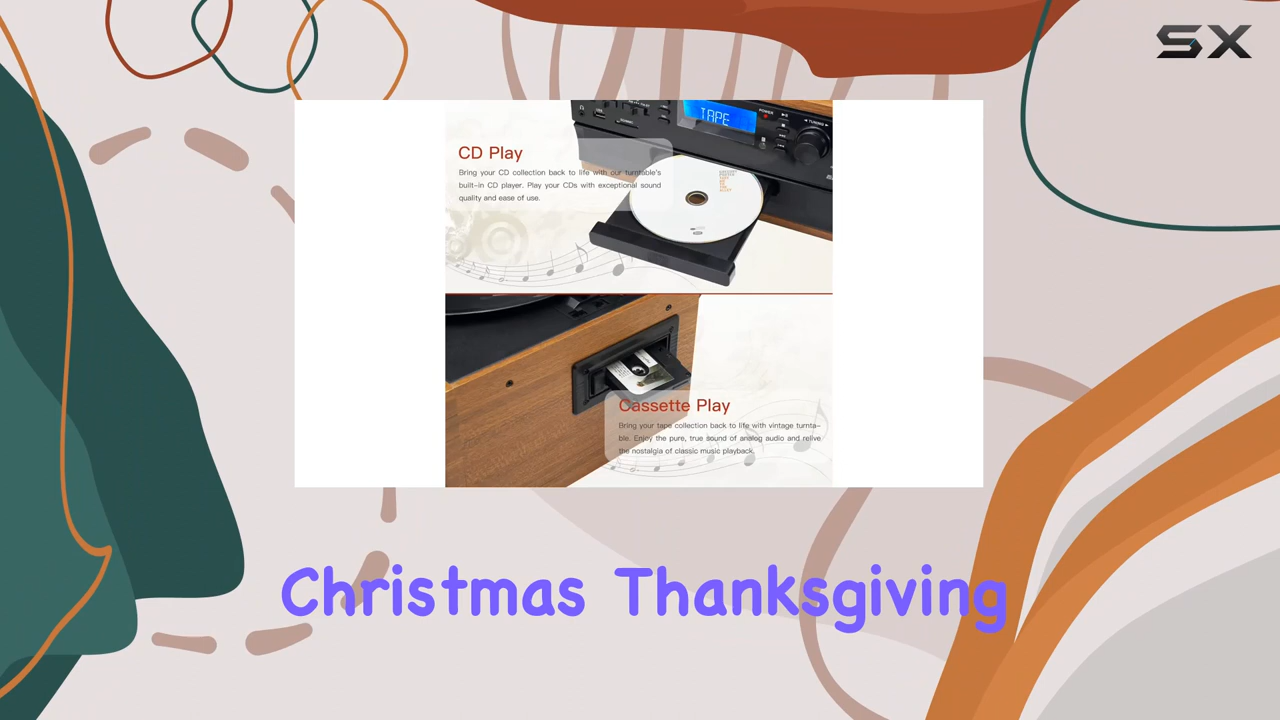 SX
TAPE
POWER
TUNING
CD Play
Bring your CD collection back to life with our turntable's
built-in CD player. Play your CDs with exceptional sound
quality and ease of use.
Cassette Play
Bring your tape collection back to life with vintage turnta-
ble. Enjoy the pure, true sound of analog audio and relive
the nostalgia of classic music playback.
Christmas Thanksgiving